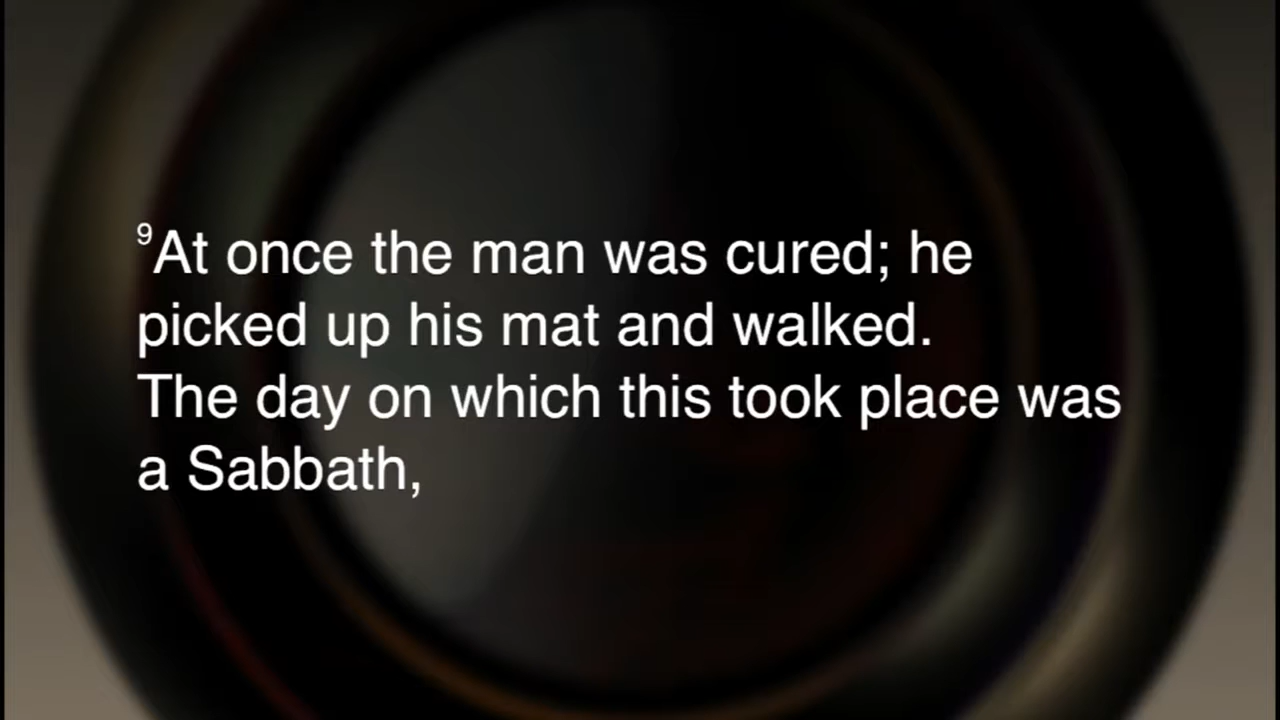 ⁹At once the man was cured; he
picked up his mat and walked.
The day on which this took place was
a Sabbath,